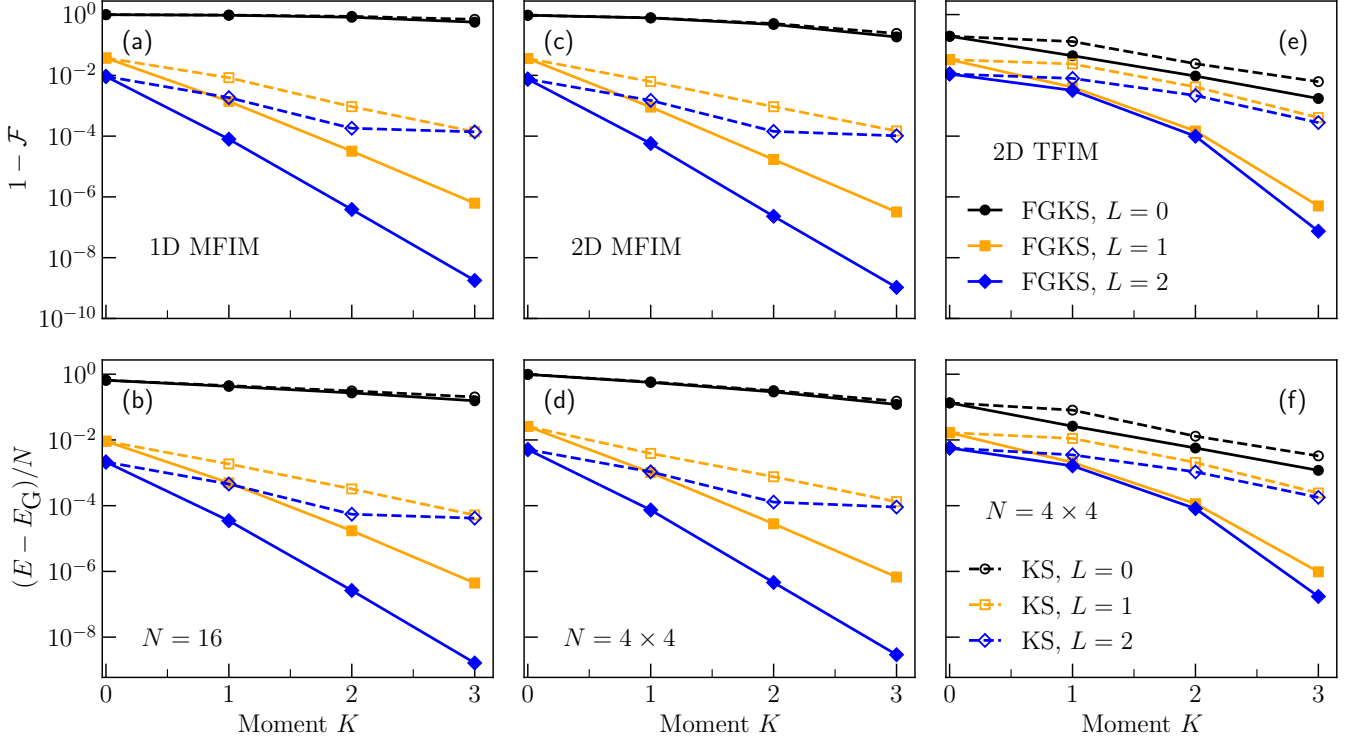 (a)
(c)
(e)
10^0
10^{-2}
10^{-4}
10^{-6}
10^{-8}
10^{-10}
1 − F
1D MFIM
2D MFIM
2D TFIM
FGKS, L = 0
FGKS, L = 1
FGKS, L = 2
(b)
(d)
(f)
10^0
10^{-2}
10^{-4}
10^{-6}
10^{-8}
(E − E_G)/N
N = 16
N = 4 × 4
N = 4 × 4
KS, L = 0
KS, L = 1
KS, L = 2
0 1 2 3
0 1 2 3
0 1 2 3
Moment K
Moment K
Moment K